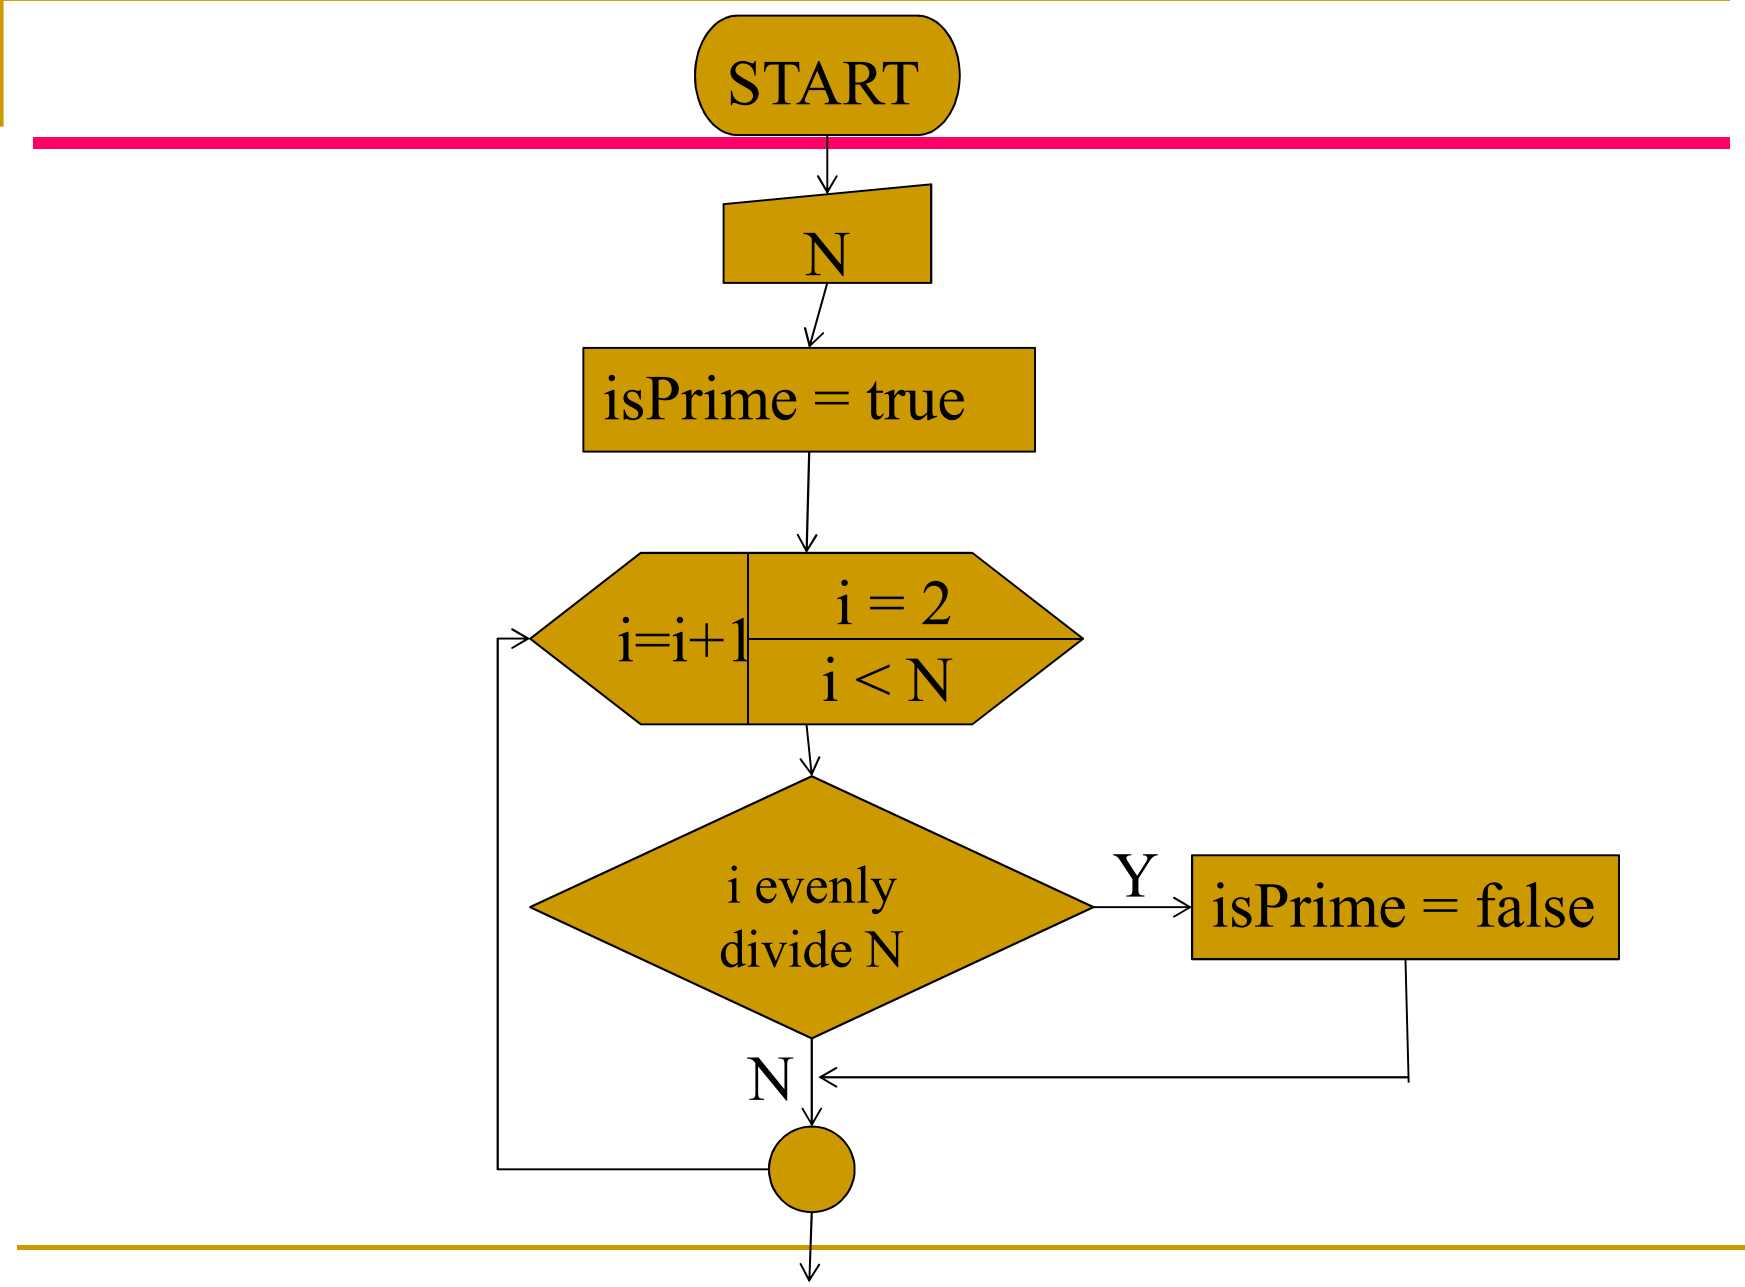 START
N
isPrime = true
i=i+1
i = 2
i < N
i evenly
divide N
Y
isPrime = false
N